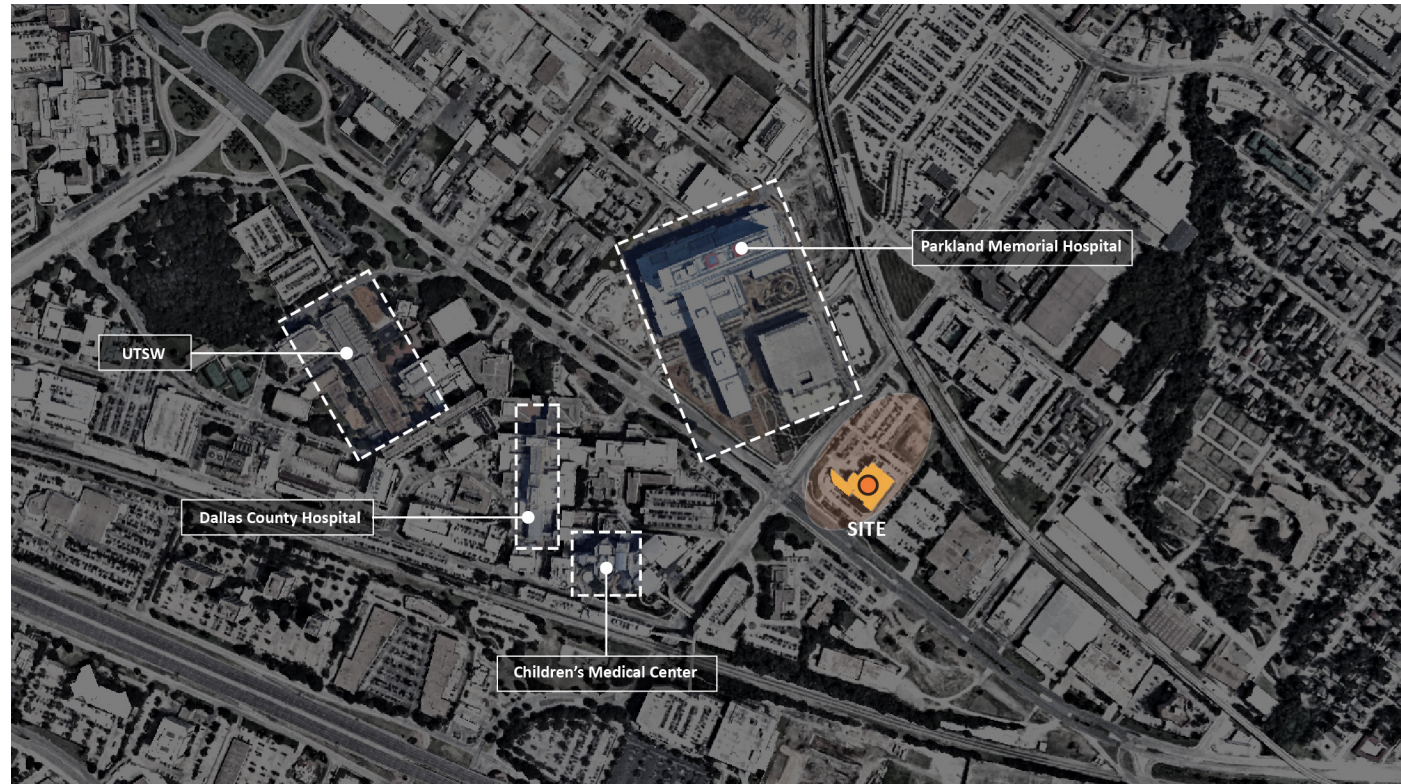 Parkland Memorial Hospital
UTSW
Dallas County Hospital
SITE
Children's Medical Center